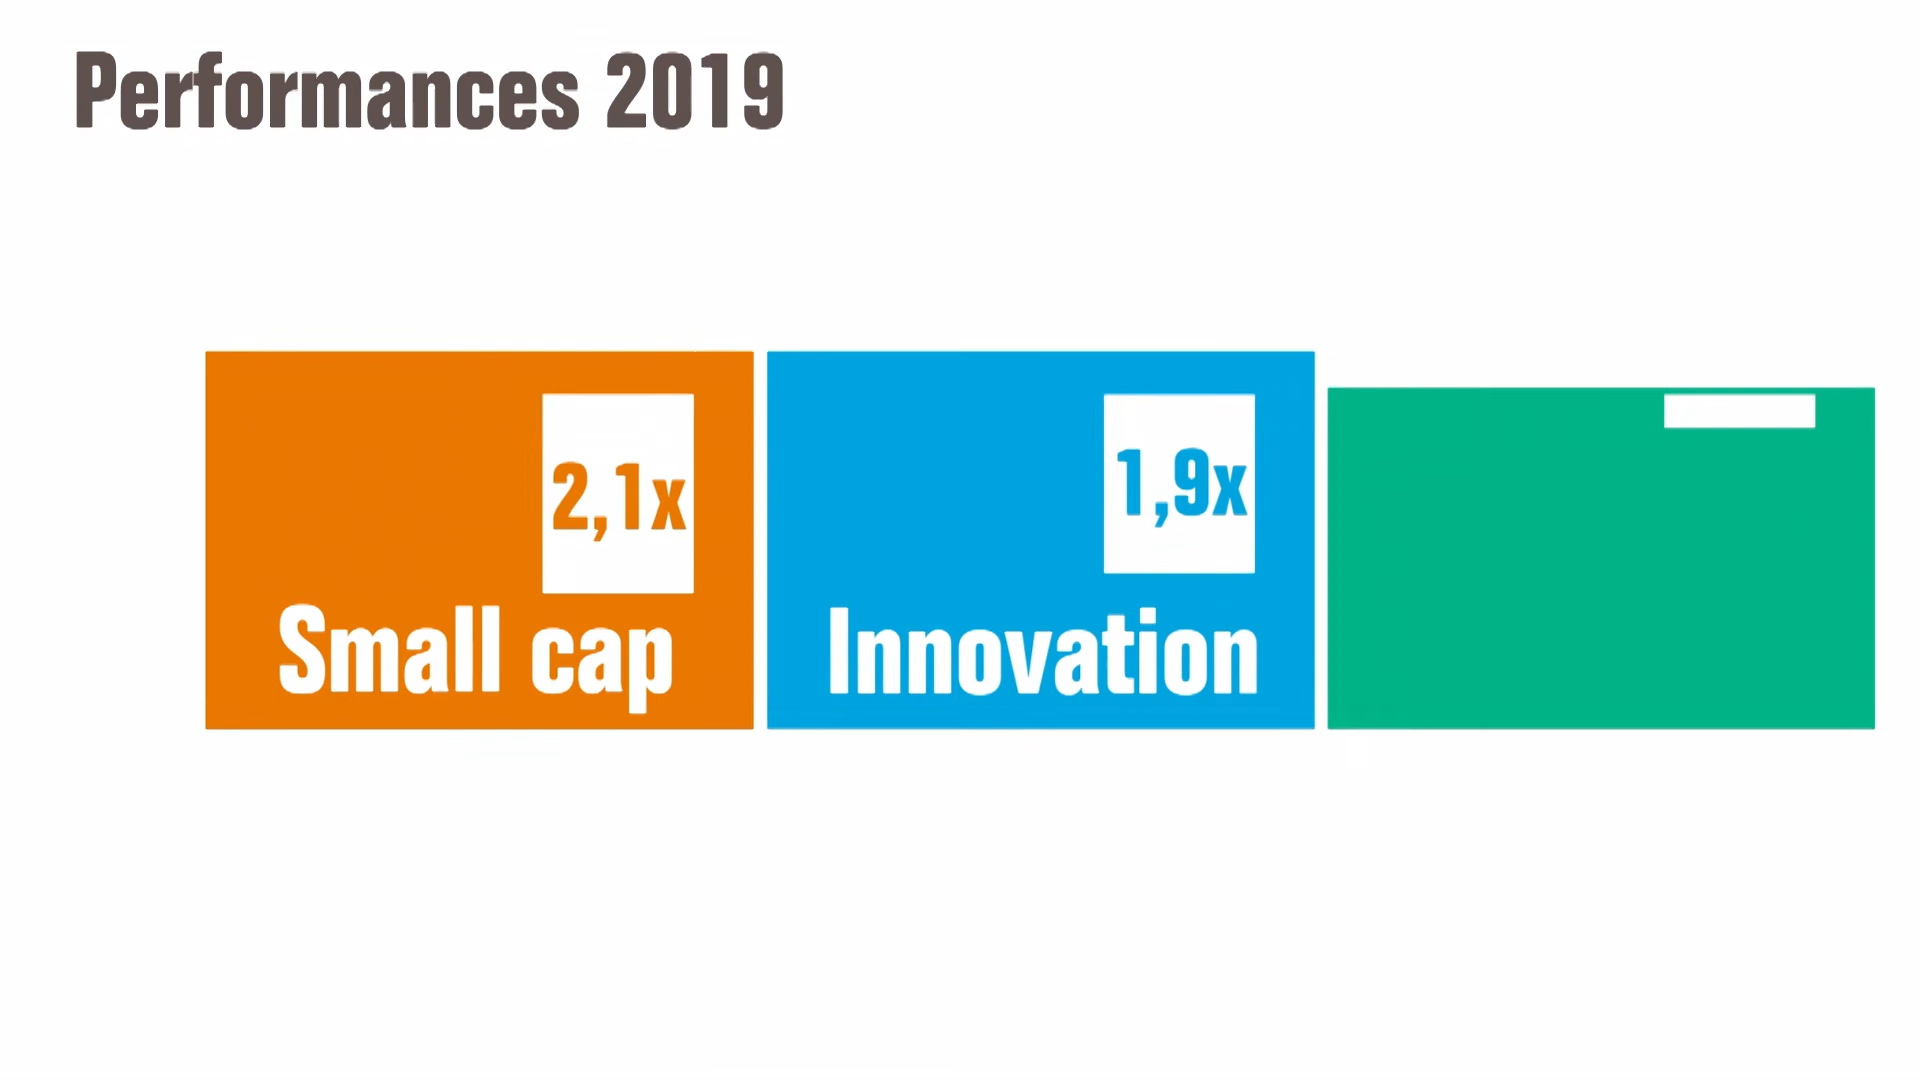 Performances 2019
2,1x
Small cap
1,9x
Innovation